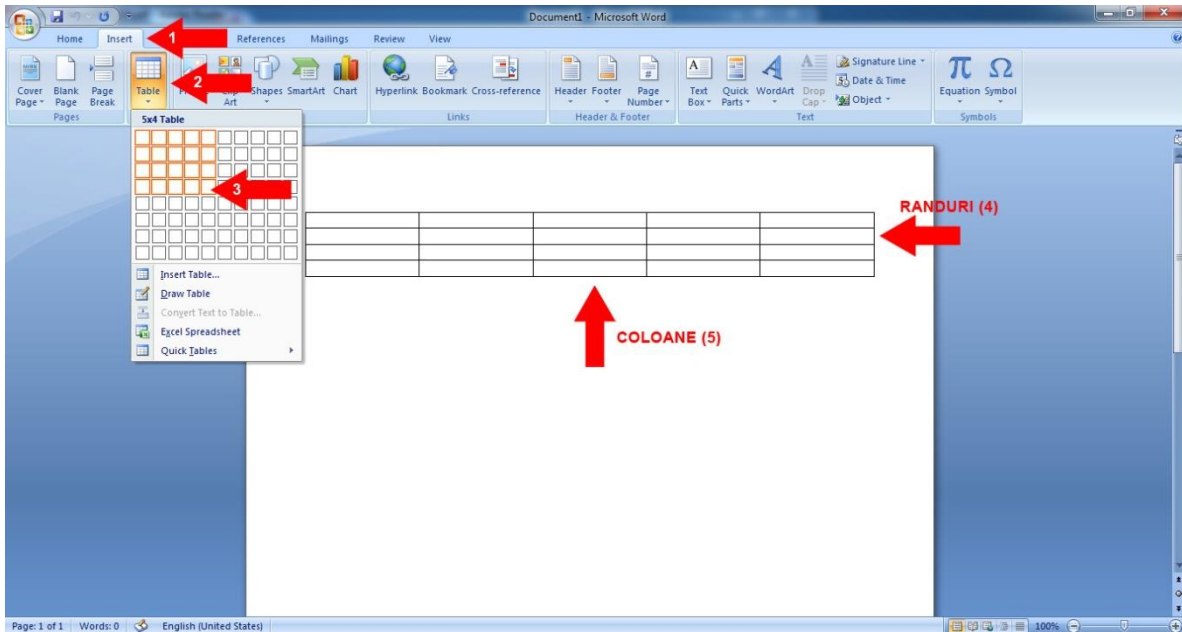 Document1 - Microsoft Word
Home Insert 1 References Mailings Review View
Cover Page Blank Page Page Break
Table 2 Art Shapes SmartArt Chart
Hyperlink Bookmark Cross-reference
Header Footer Page Number
Text Box Quick Parts WordArt Drop Cap
Signature Line
Date & Time
Object
Equation Symbol
Pages Links Header & Footer Text Symbols
5x4 Table
3
Insert Table...
Draw Table
Convert Text to Table...
Excel Spreadsheet
Quick Tables
RANDURI (4)
COLOANE (5)
Page: 1 of 1 Words: 0 English (United States) 100%